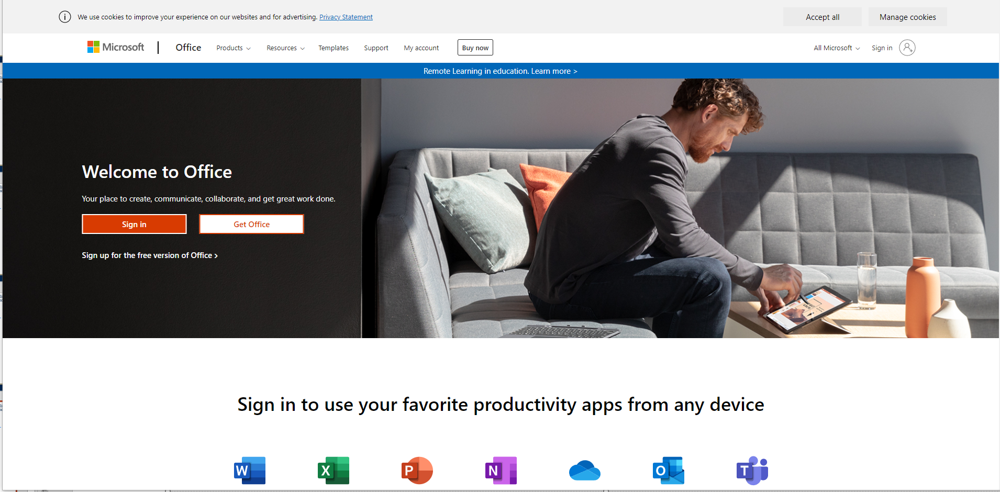 We use cookies to improve your experience on our websites and for advertising. Privacy Statement
Accept all
Manage cookies
Microsoft
Office
Products
Resources
Templates
Support
My account
Buy now
All Microsoft
Sign in
Remote Learning in education. Learn more >
Welcome to Office
Your place to create, communicate, collaborate, and get great work done.
Sign in
Get Office
Sign up for the free version of Office >
Sign in to use your favorite productivity apps from any device
W
X
P
N
O
T